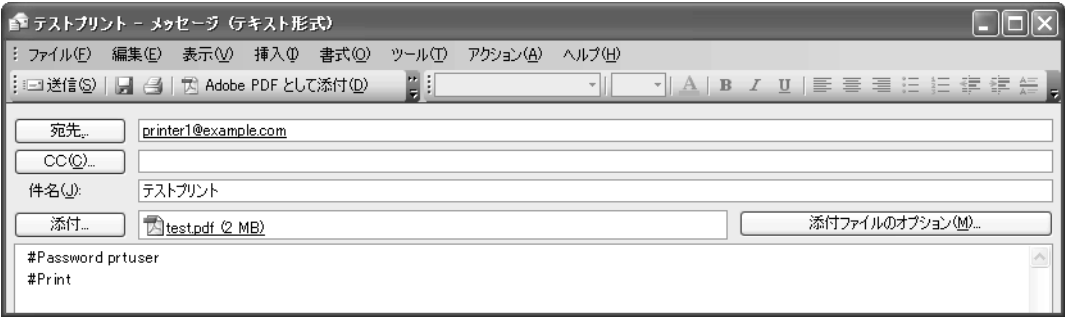 テストプリント - メッセージ (テキスト形式)
ファイル(F) 編集(E) 表示(V) 挿入(I) 書式(O) ツール(T) アクション(A) ヘルプ(H)
送信(S) Adobe PDF として添付(D) A B I U
宛先... printer1@example.com
CC(C)...
件名(J): テストプリント
添付... test.pdf (2 MB) 添付ファイルのオプション(M)...
#Password prtuser
#Print